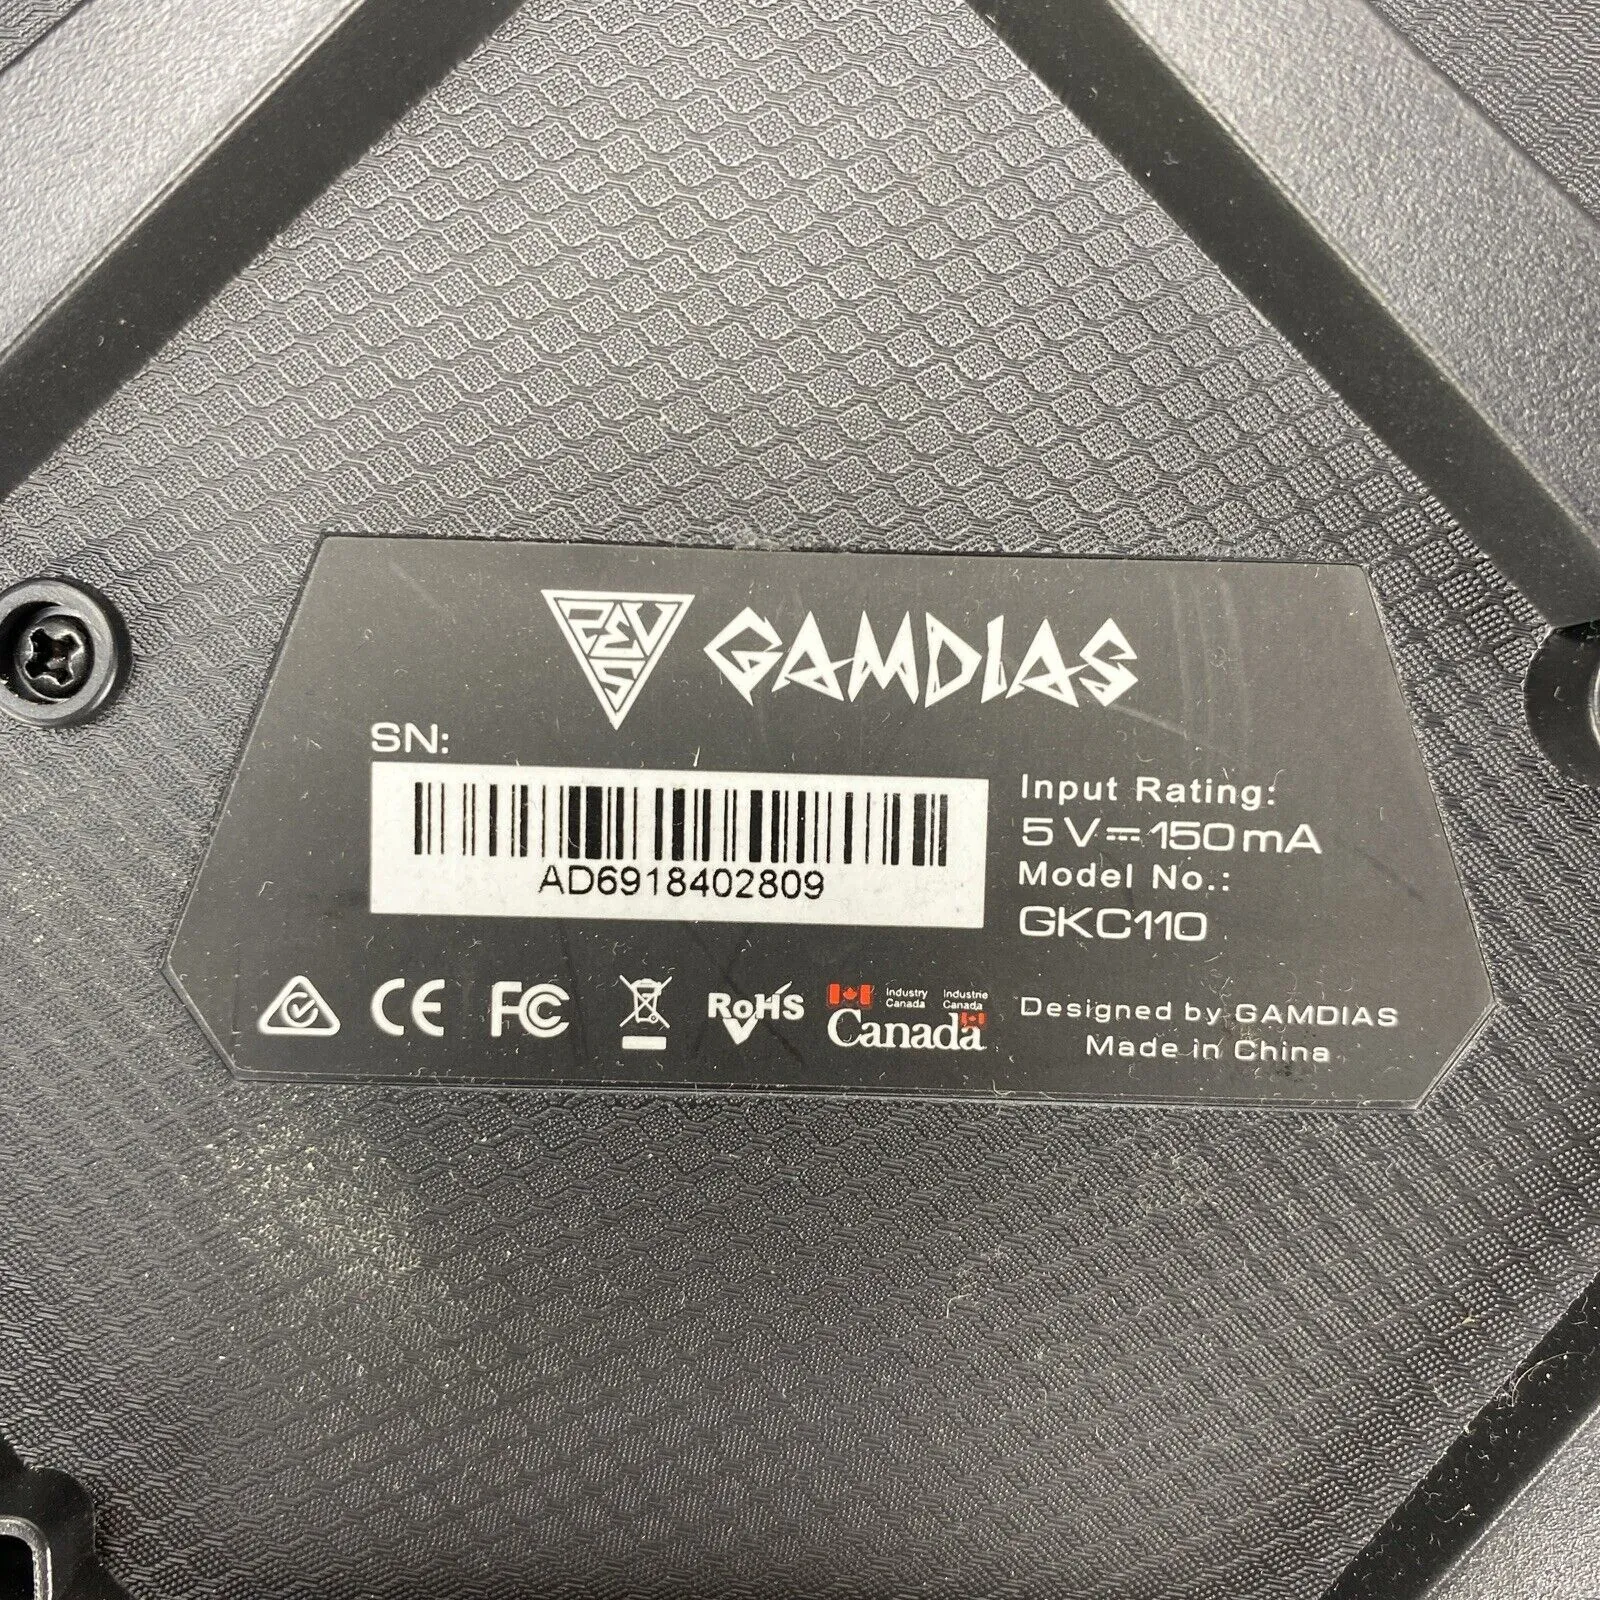 ZEUS
GAMDIAS
SN:
AD6918402809
Input Rating:
5V⎓150mA
Model No.:
GKC110
CE FC RoHS
Industry Canada Industrie Canada
Canada
Designed by GAMDIAS
Made in China